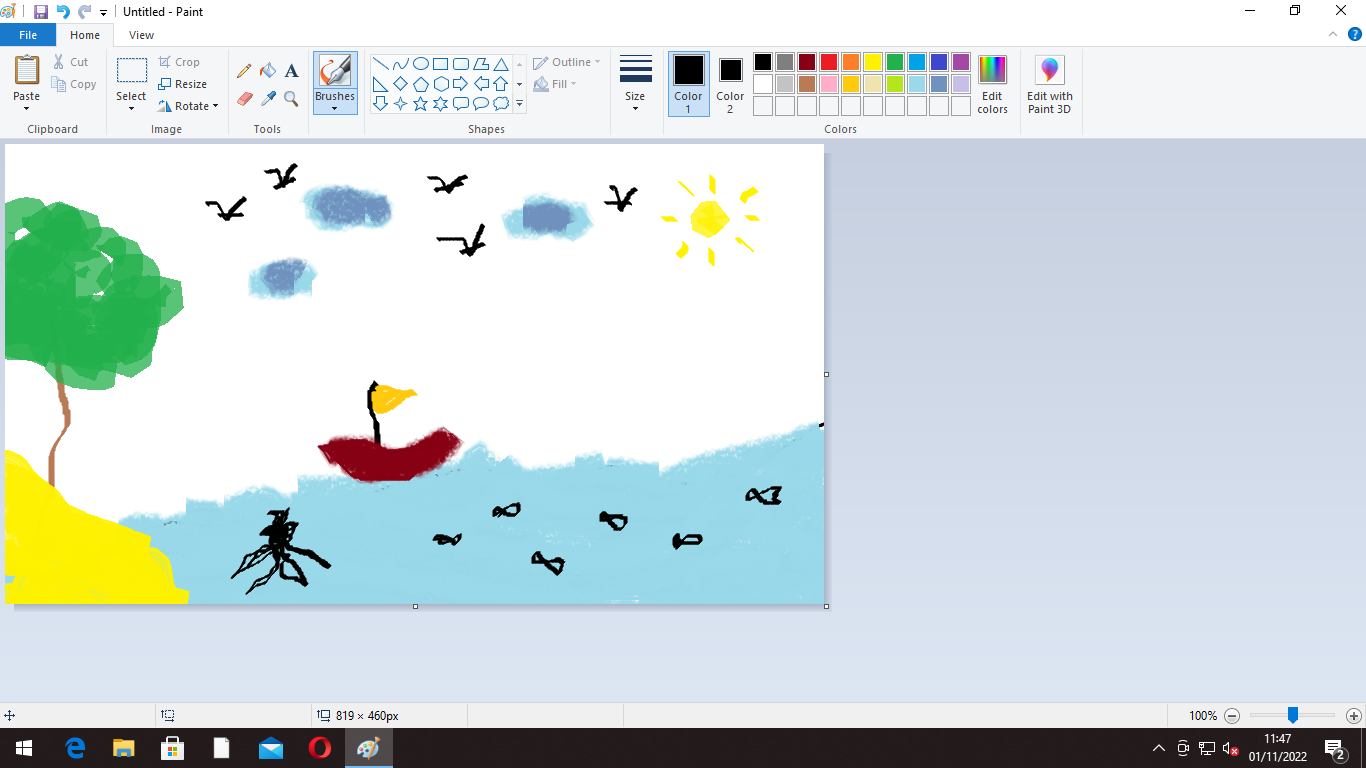 Untitled - Paint
File Home View
Paste Cut Copy
Clipboard
Select Crop Resize Rotate
Image
A
Tools
Brushes
Shapes
Outline
Fill
Size
Color 1
Color 2
Colors
Edit colors
Edit with Paint 3D
819 × 460px
100%
11:47
01/11/2022
2